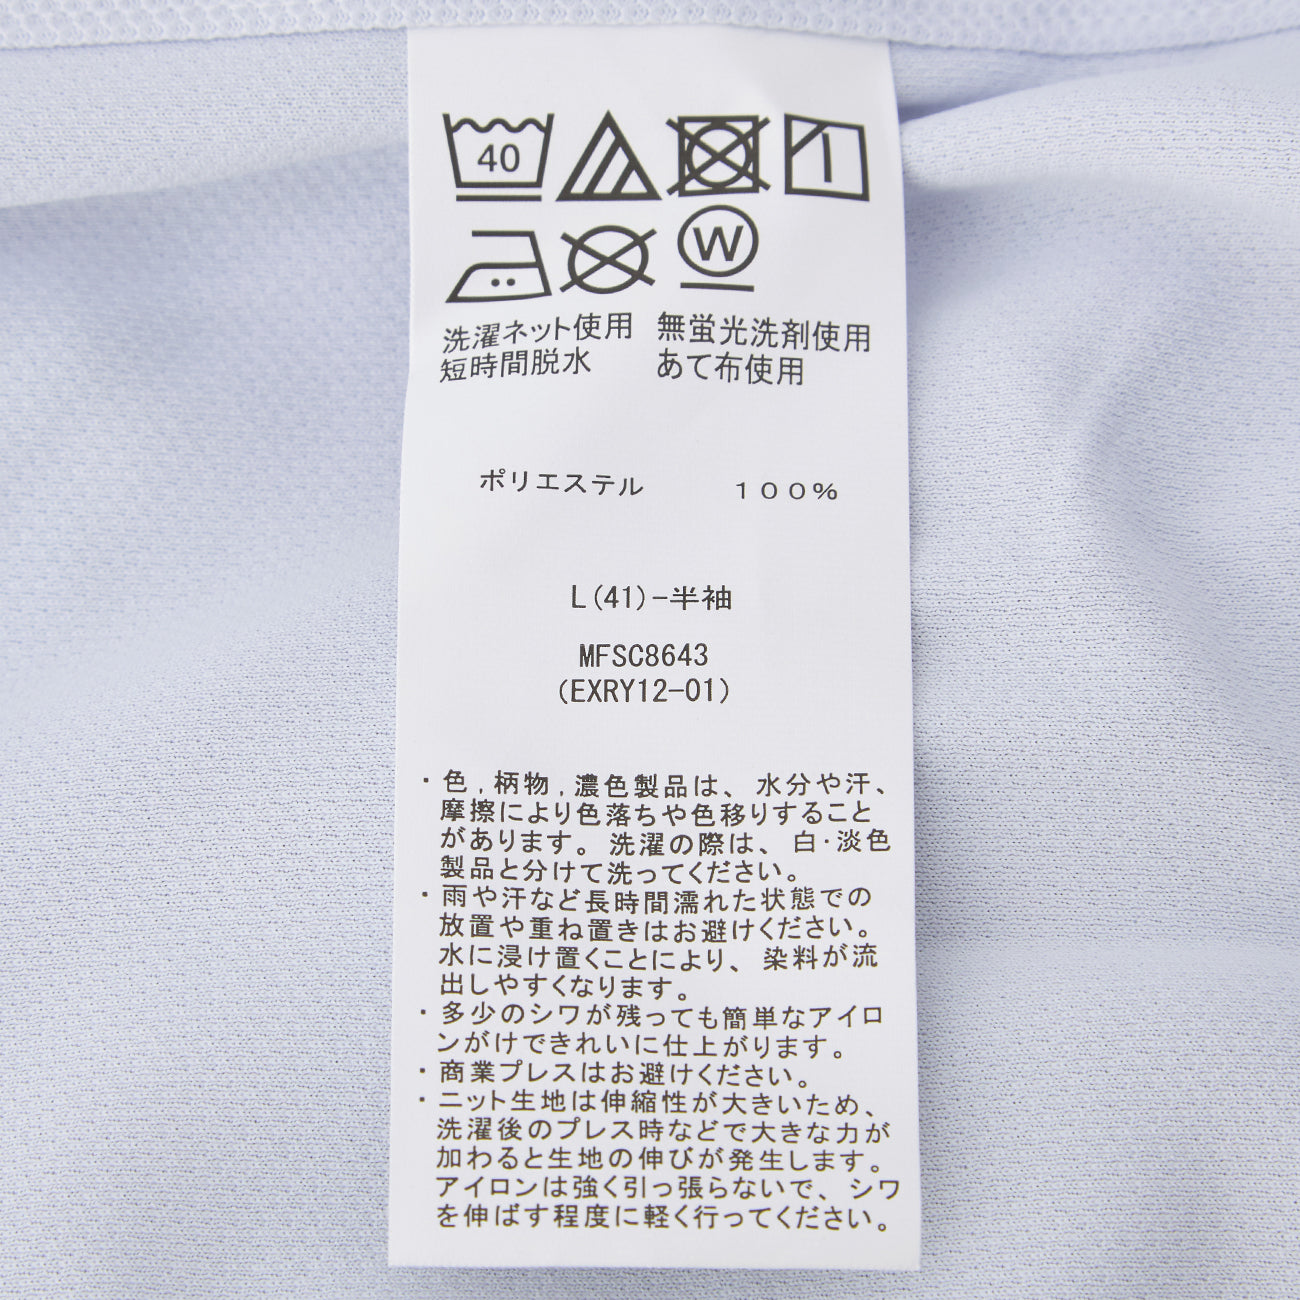 40
W
洗濯ネット使用 無蛍光洗剤使用
短時間脱水 あて布使用
ポリエステル 100%
L(41)-半袖
MFSC8643
(EXRY12-01)
・色,柄物,濃色製品は、水分や汗、
摩擦により色落ちや色移りすること
があります。洗濯の際は、白・淡色
製品と分けて洗ってください。
・雨や汗など長時間濡れた状態での
放置や重ね置きはお避けください。
水に浸け置くことにより、染料が流
出しやすくなります。
・多少のシワが残っても簡単なアイロ
ンがけできれいに仕上がります。
・商業プレスはお避けください。
・ニット生地は伸縮性が大きいため、
洗濯後のプレス時などで大きな力が
加わると生地の伸びが発生します。
アイロンは強く引っ張らないで、シワ
を伸ばす程度に軽く行ってください。